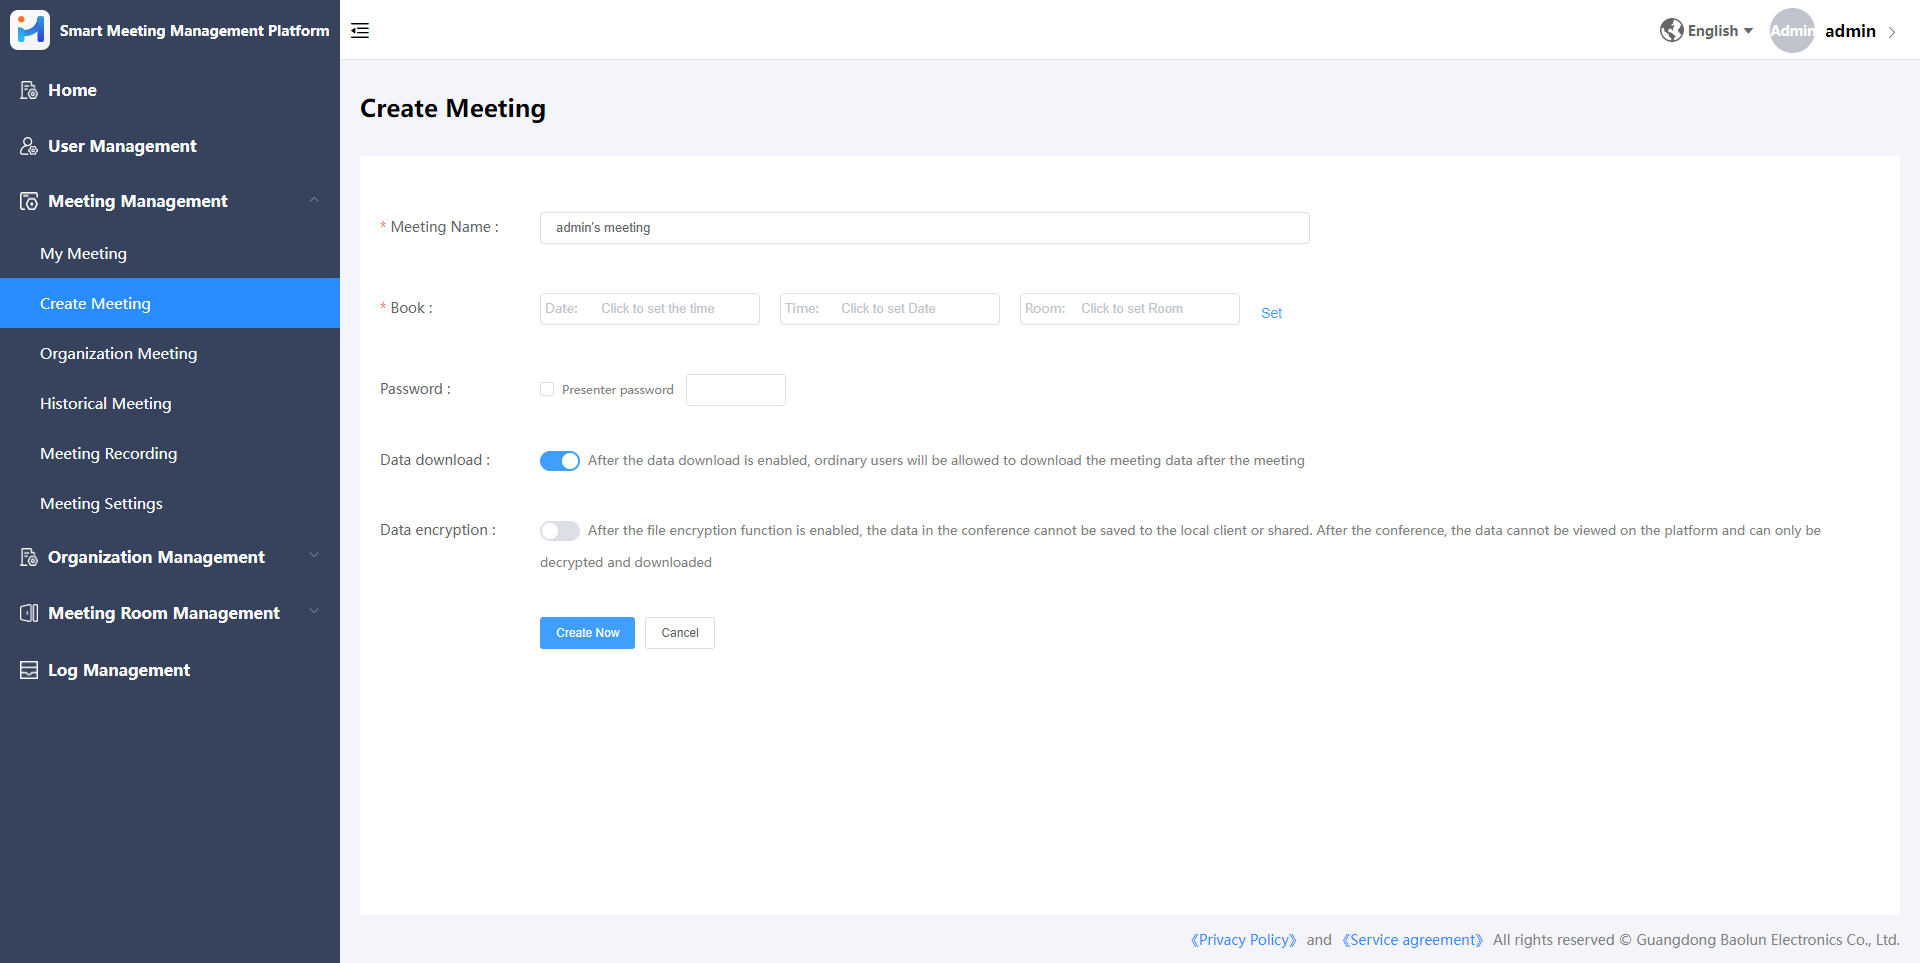 Smart Meeting Management Platform
English
Admin
admin
Home
User Management
Meeting Management
My Meeting
Create Meeting
Organization Meeting
Historical Meeting
Meeting Recording
Meeting Settings
Organization Management
Meeting Room Management
Log Management
Create Meeting
* Meeting Name :
admin's meeting
* Book :
Date: Click to set the time
Time: Click to set Date
Room: Click to set Room
Set
Password :
Presenter password
Data download :
After the data download is enabled, ordinary users will be allowed to download the meeting data after the meeting
Data encryption :
After the file encryption function is enabled, the data in the conference cannot be saved to the local client or shared. After the conference, the data cannot be viewed on the platform and can only be
decrypted and downloaded
Create Now
Cancel
《Privacy Policy》 and 《Service agreement》 All rights reserved © Guangdong Baolun Electronics Co., Ltd.